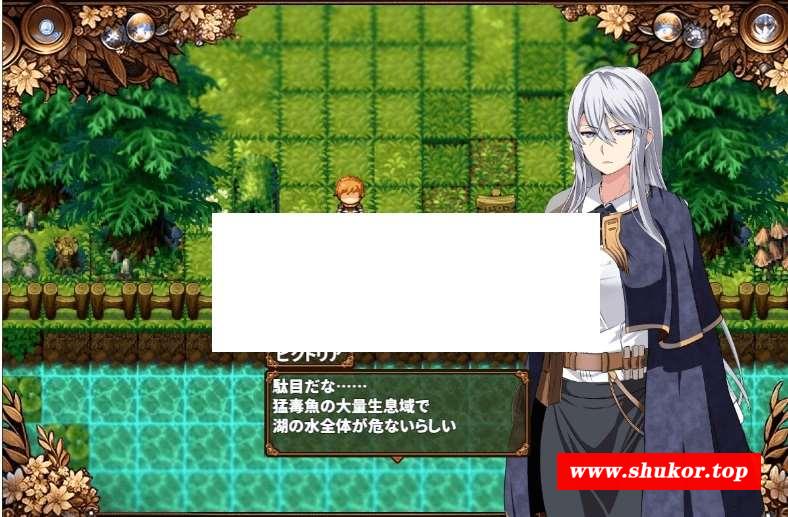 ビクトリア
駄目だな……
猛毒魚の大量生息域で
湖の水全体が危ないらしい
www.shukor.top